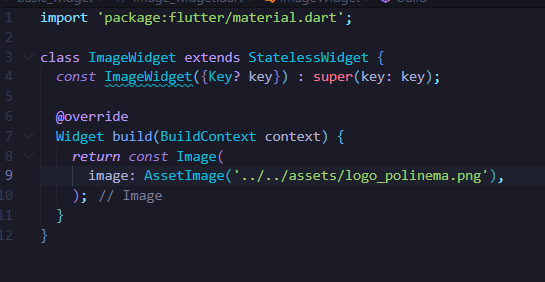 import 'package:flutter/material.dart';
class ImageWidget extends StatelessWidget {
const ImageWidget({Key? key}) : super(key: key);
@override
Widget build(BuildContext context) {
return const Image(
image: AssetImage('../../assets/logo_polinema.png'),
); // Image
}
}
1
2
3
4
5
6
7
8
9
10
11
12